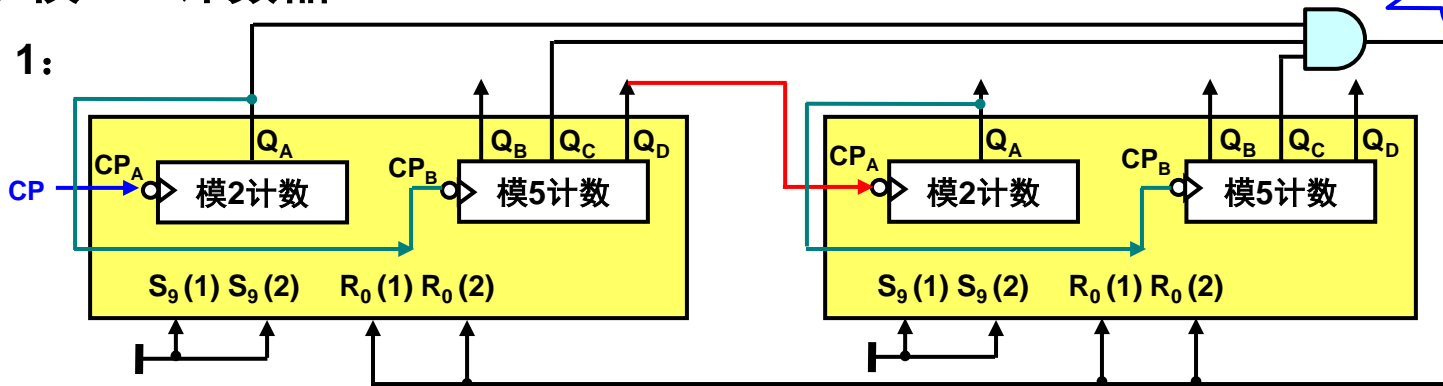 1：
Q_A Q_B Q_C Q_D Q_A Q_B Q_C Q_D
CP_A CP_B CP_A CP_B
CP 模2计数 模5计数 模2计数 模5计数
S_9 (1) S_9 (2) R_0 (1) R_0 (2) S_9 (1) S_9 (2) R_0 (1) R_0 (2)